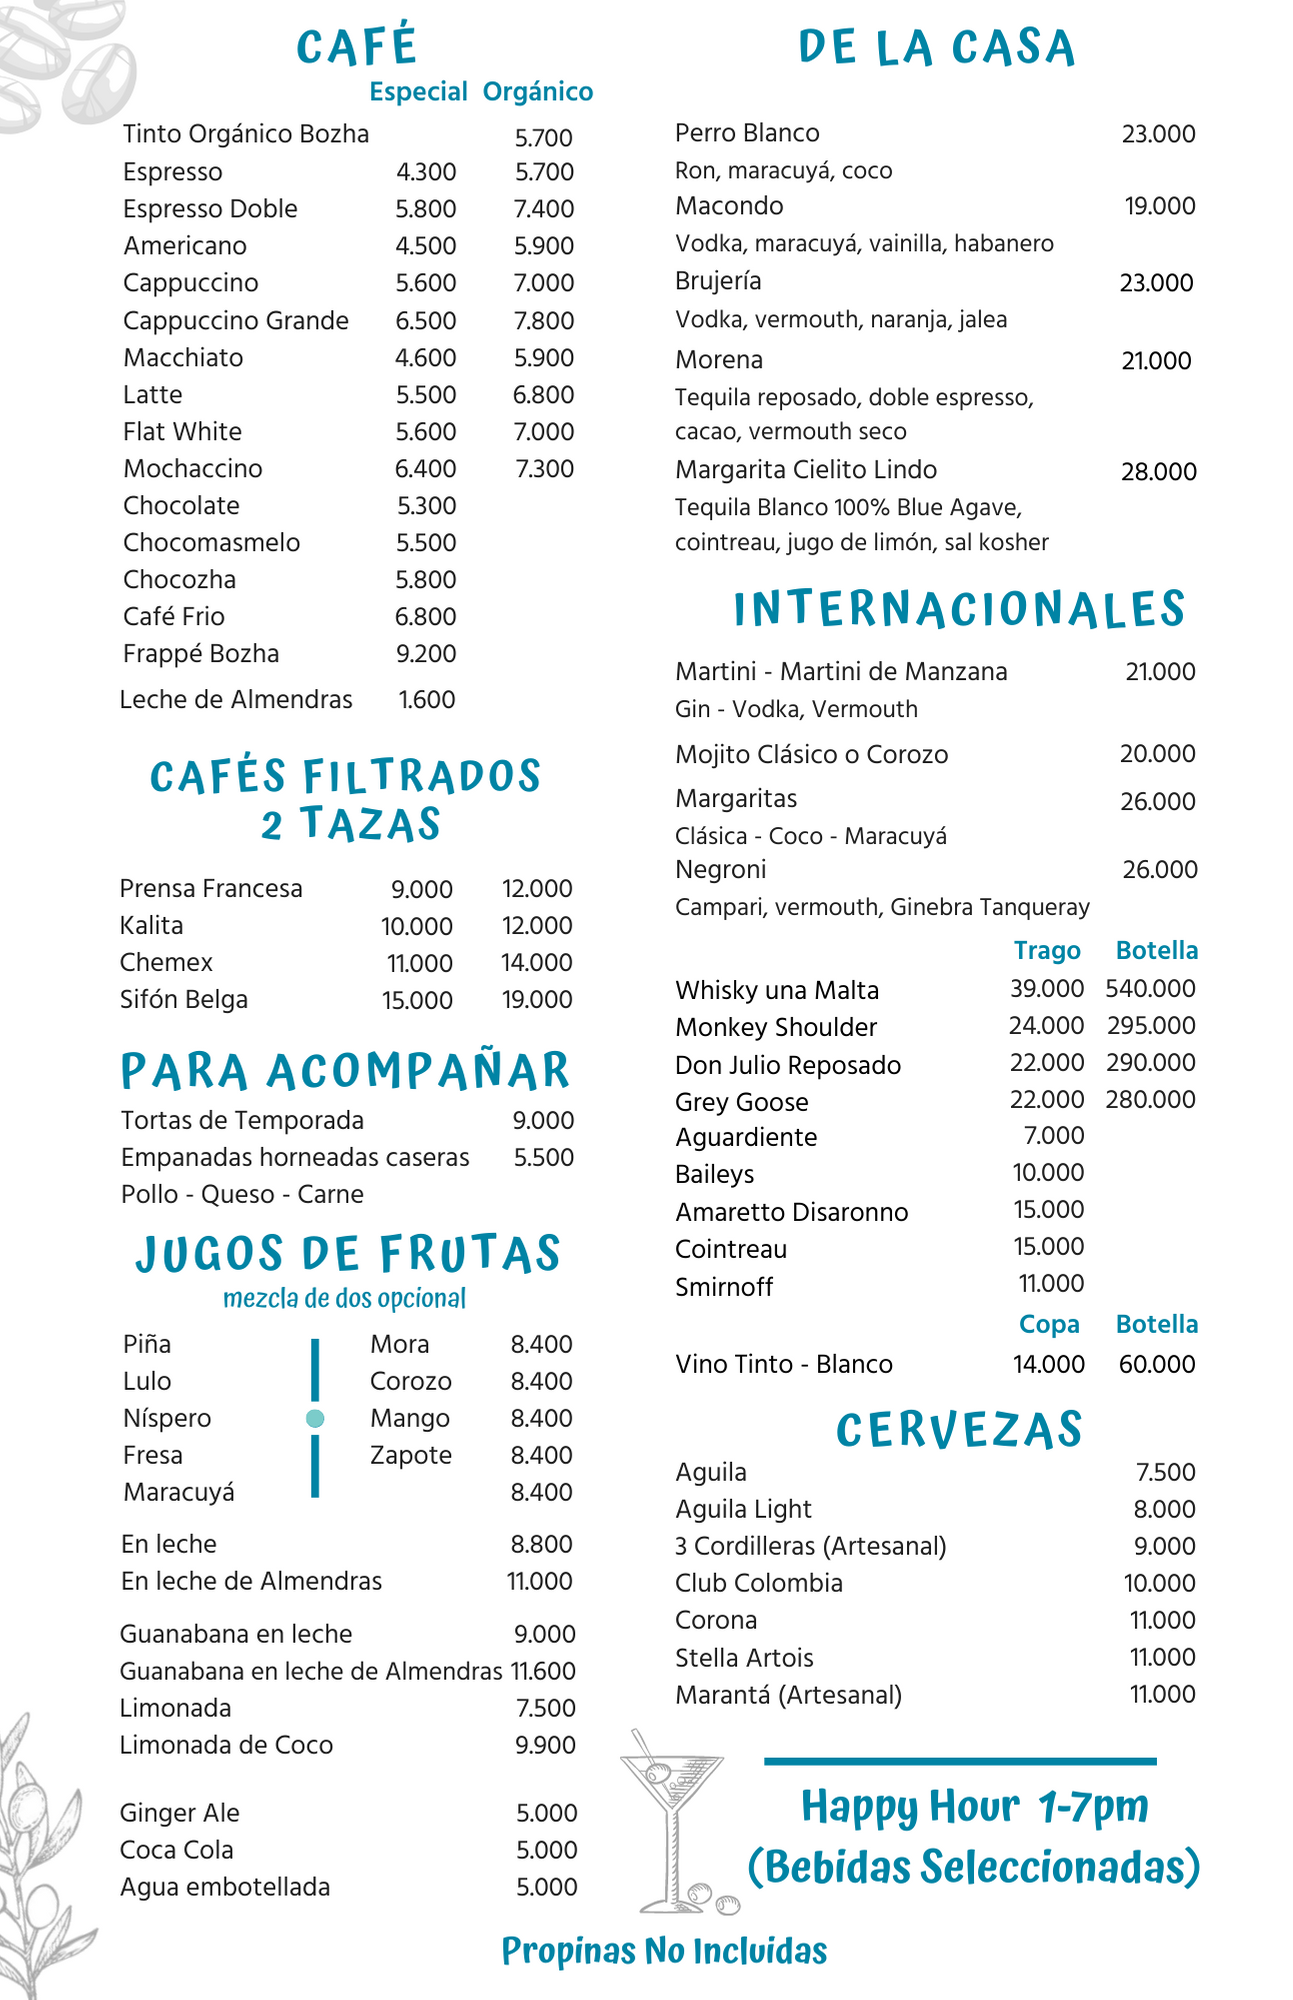 CAFÉ
Especial Orgánico
Tinto Orgánico Bozha 5.700
Espresso 4.300 5.700
Espresso Doble 5.800 7.400
Americano 4.500 5.900
Cappuccino 5.600 7.000
Cappuccino Grande 6.500 7.800
Macchiato 4.600 5.900
Latte 5.500 6.800
Flat White 5.600 7.000
Mochaccino 6.400 7.300
Chocolate 5.300
Chocomasmelo 5.500
Chocozha 5.800
Café Frio 6.800
Frappé Bozha 9.200
Leche de Almendras 1.600
CAFÉS FILTRADOS
2 TAZAS
Prensa Francesa 9.000 12.000
Kalita 10.000 12.000
Chemex 11.000 14.000
Sifón Belga 15.000 19.000
PARA ACOMPAÑAR
Tortas de Temporada 9.000
Empanadas horneadas caseras 5.500
Pollo - Queso - Carne
JUGOS DE FRUTAS
mezcla de dos opcional
Piña Mora 8.400
Lulo Corozo 8.400
Níspero Mango 8.400
Fresa Zapote 8.400
Maracuyá 8.400
En leche 8.800
En leche de Almendras 11.000
Guanabana en leche 9.000
Guanabana en leche de Almendras 11.600
Limonada 7.500
Limonada de Coco 9.900
Ginger Ale 5.000
Coca Cola 5.000
Agua embotellada 5.000
DE LA CASA
Perro Blanco 23.000
Ron, maracuyá, coco
Macondo 19.000
Vodka, maracuyá, vainilla, habanero
Brujería 23.000
Vodka, vermouth, naranja, jalea
Morena 21.000
Tequila reposado, doble espresso,
cacao, vermouth seco
Margarita Cielito Lindo 28.000
Tequila Blanco 100% Blue Agave,
cointreau, jugo de limón, sal kosher
INTERNACIONALES
Martini - Martini de Manzana 21.000
Gin - Vodka, Vermouth
Mojito Clásico o Corozo 20.000
Margaritas 26.000
Clásica - Coco - Maracuyá
Negroni 26.000
Campari, vermouth, Ginebra Tanqueray
Trago Botella
Whisky una Malta 39.000 540.000
Monkey Shoulder 24.000 295.000
Don Julio Reposado 22.000 290.000
Grey Goose 22.000 280.000
Aguardiente 7.000
Baileys 10.000
Amaretto Disaronno 15.000
Cointreau 15.000
Smirnoff 11.000
Copa Botella
Vino Tinto - Blanco 14.000 60.000
CERVEZAS
Aguila 7.500
Aguila Light 8.000
3 Cordilleras (Artesanal) 9.000
Club Colombia 10.000
Corona 11.000
Stella Artois 11.000
Marantá (Artesanal) 11.000
Happy Hour 1-7pm
(Bebidas Seleccionadas)
Propinas No Incluidas